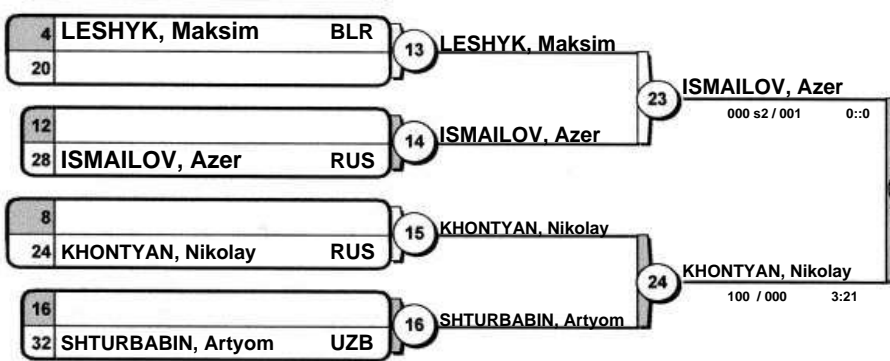 4 LESHYK, Maksim BLR
20
13 LESHYK, Maksim
12
28 ISMAILOV, Azer RUS
14 ISMAILOV, Azer
23 ISMAILOV, Azer
000 s2 / 001 0::0
8
24 KHONTYAN, Nikolay RUS
15 KHONTYAN, Nikolay
16
32 SHTURBABIN, Artyom UZB
16 SHTURBABIN, Artyom
24 KHONTYAN, Nikolay
100 / 000 3:21